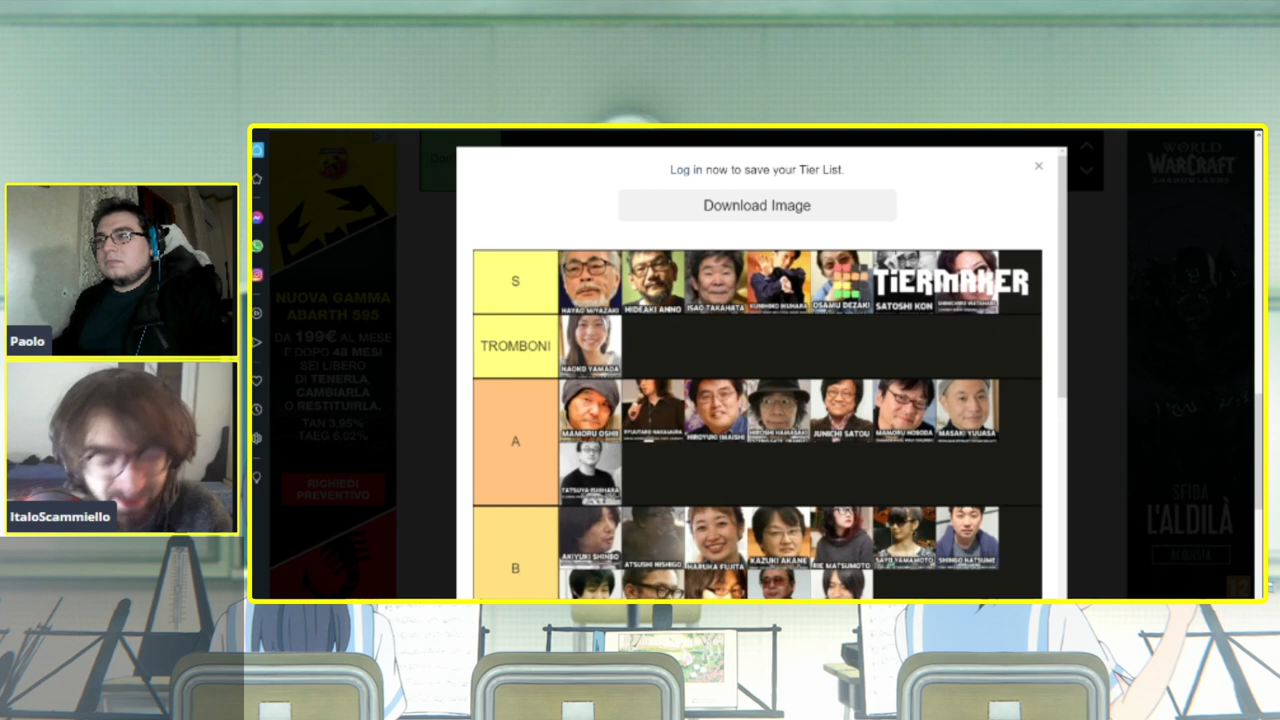 Paolo
ItaloScammiello
NUOVA GAMMA
ABARTH 595
DA 199€ AL MESE
E DOPO 48 MESI
SEI LIBERO
DI TENERLA,
CAMBIARLA
O RESTITUIRLA.
TAN 3,95%
TAEG 6.02%
RICHIEDI
PREVENTIVO
Log in now to save your Tier List.
Download Image
S
HAYAO MIYAZAKI
HIDEAKI ANNO
ISAO TAKAHATA
KUNIHIKO IKUHARA
OSAMU DEZAKI
SATOSHI KON
SHINICHIRO WATANABE
TiERMAKER
TROMBONI
NAOKO YAMADA
A
MAMORU OSHII
RYUUTARO NAKAMURA
HIROYUKI IMAISHI
HIROSHI HAMASAKI
JUNICHI SATOU
MAMORU HOSODA
MASAKI YUUASA
TATSUYA ISHIHARA
B
AKIYUKI SHINBO
ATSUSHI NISHIGO
HARUKA FUJITA
KAZUKI AKANE
RIE MATSUMOTO
SAYO YAMAMOTO
SHINGO NATSUME
WORLD
WARCRAFT
SHADOWLANDS
SFIDA
L'ALDILÀ